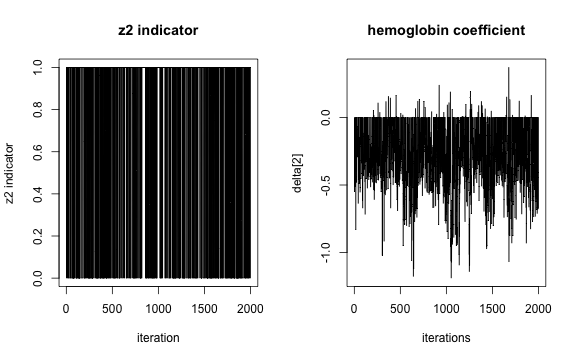 z2 indicator
z2 indicator
0.0 0.2 0.4 0.6 0.8 1.0
0 500 1000 1500 2000
iteration
hemoglobin coefficient
delta[2]
-1.0 -0.5 0.0
0 500 1000 1500 2000
iterations